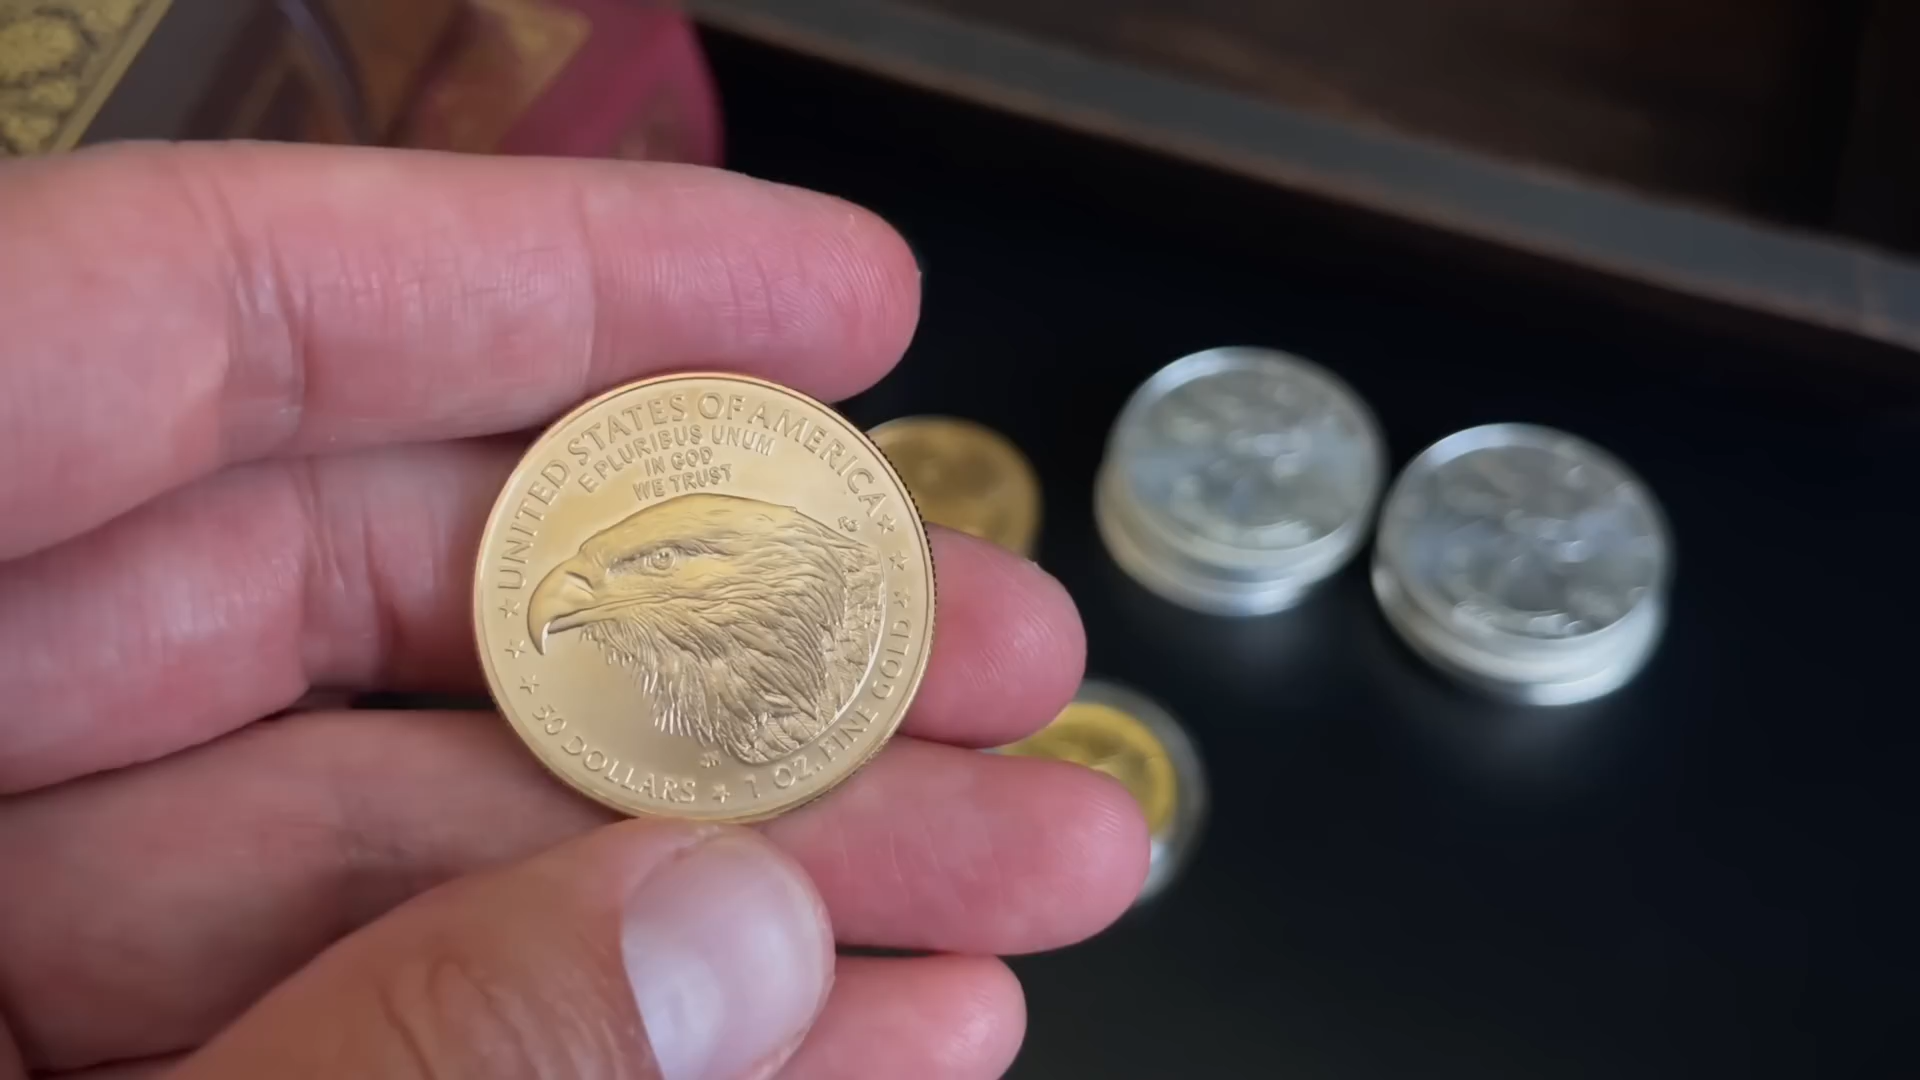 ★ UNITED STATES OF AMERICA ★
E PLURIBUS UNUM
IN GOD
WE TRUST
50 DOLLARS ★ 1 OZ. FINE GOLD